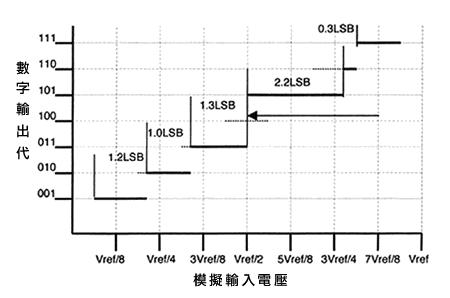 0.3LSB
111
110
2.2LSB
101
1.3LSB
100
1.0LSB
011
1.2LSB
010
001
數字輸出代
Vref/8
Vref/4
3Vref/8
Vref/2
5Vref/8
3Vref/4
7Vref/8
Vref
模擬輸入電壓